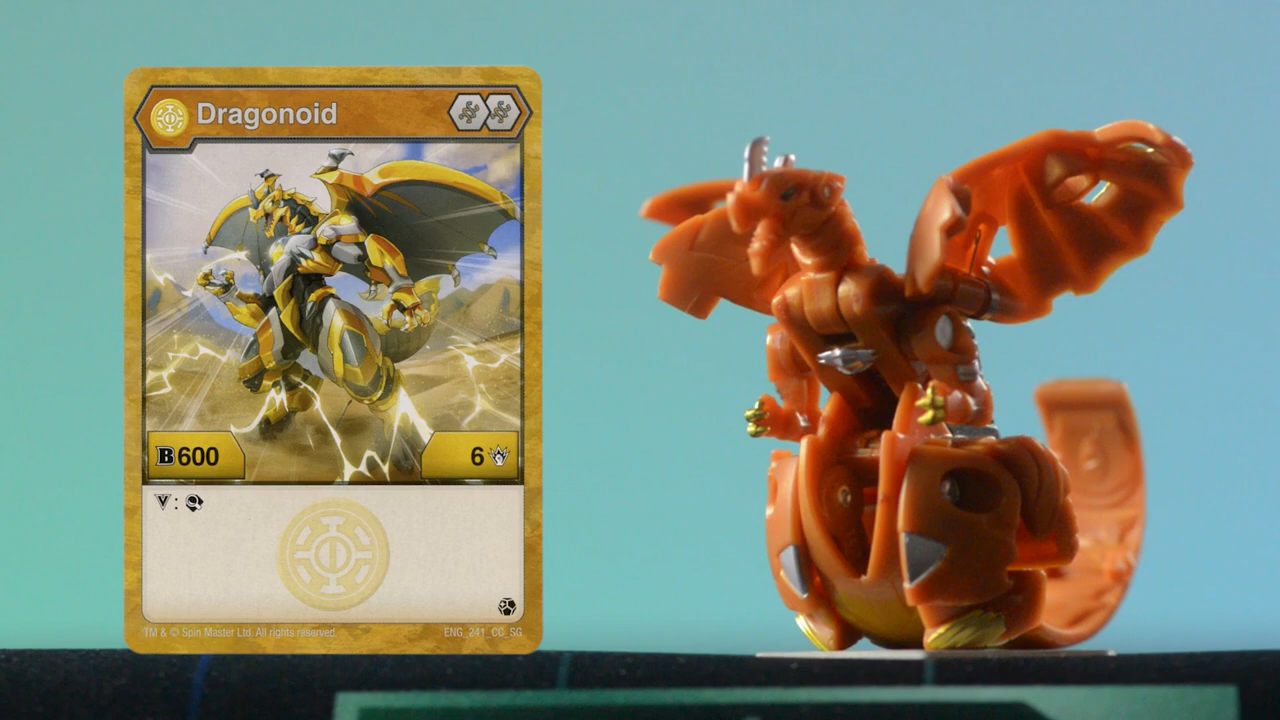 Dragonoid
B 600
6
V :
TM & © Spin Master Ltd. All rights reserved.
ENG_241_CO_SG